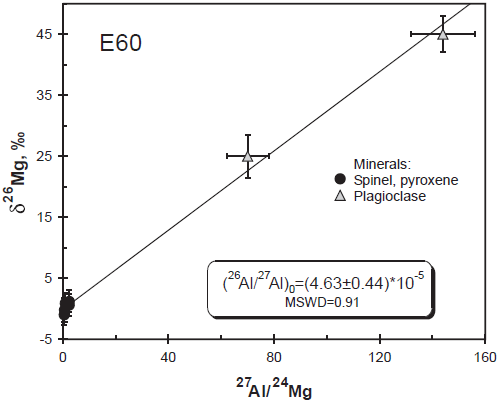 E60
45
35
25
15
5
-5
δ26Mg, ‰
Minerals:
Spinel, pyroxene
Plagioclase
(26Al/27Al)0=(4.63±0.44)*10-5
MSWD=0.91
0
40
80
120
160
27Al/24Mg